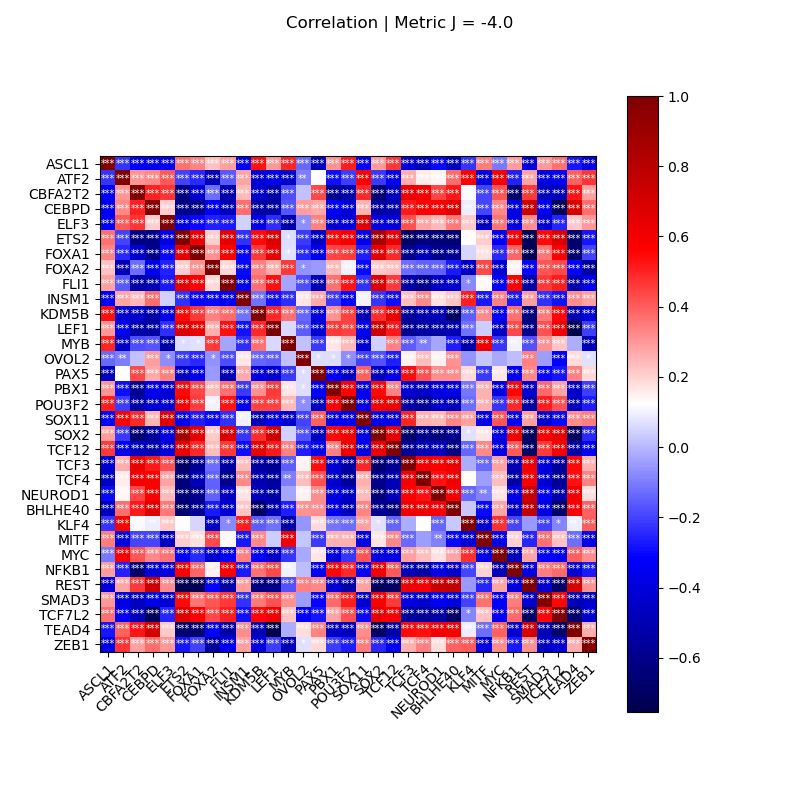 Correlation | Metric J = -4.0
ASCL1
ATF2
CBFA2T2
CEBPD
ELF3
ETS2
FOXA1
FOXA2
FLI1
INSM1
KDM5B
LEF1
MYB
OVOL2
PAX5
PBX1
POU3F2
SOX11
SOX2
TCF12
TCF3
TCF4
NEUROD1
BHLHE40
KLF4
MITF
MYC
NFKB1
REST
SMAD3
TCF7L2
TEAD4
ZEB1
ASCL1
ATF2
CBFA2T2
CEBPD
ELF3
ETS2
FOXA1
FOXA2
FLI1
INSM1
KDM5B
LEF1
MYB
OVOL2
PAX5
PBX1
POU3F2
SOX11
SOX2
TCF12
TCF3
TCF4
NEUROD1
BHLHE40
KLF4
MITF
MYC
NFKB1
REST
SMAD3
TCF7L2
TEAD4
ZEB1
1.0
0.8
0.6
0.4
0.2
0.0
−0.2
−0.4
−0.6